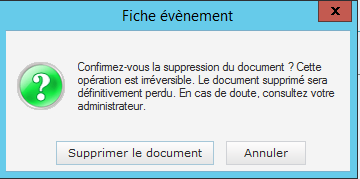 Fiche évènement
x
Confirmez-vous la suppression du document ? Cette
opération est irréversible. Le document supprimé sera
définitivement perdu. En cas de doute, consultez votre
administrateur.
Supprimer le document
Annuler